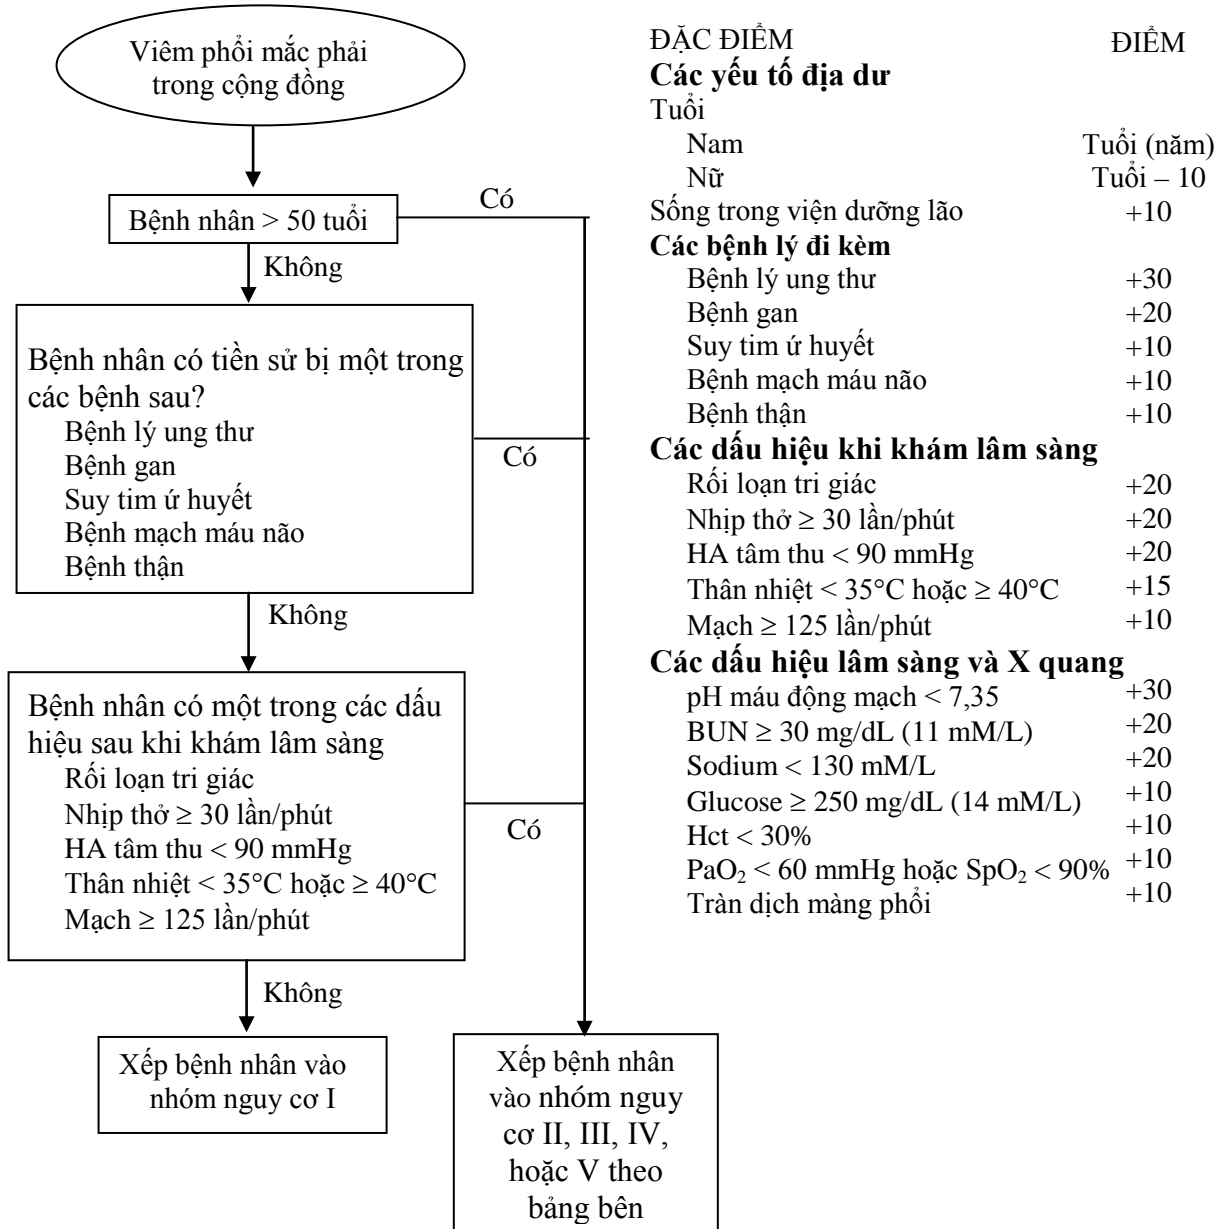 Viêm phổi mắc phải
trong cộng đồng
Bệnh nhân > 50 tuổi
Có
Không
Bệnh nhân có tiền sử bị một trong
các bệnh sau?
Bệnh lý ung thư
Bệnh gan
Suy tim ứ huyết
Bệnh mạch máu não
Bệnh thận
Có
Không
Bệnh nhân có một trong các dấu
hiệu sau khi khám lâm sàng
Rối loạn tri giác
Nhịp thở ≥ 30 lần/phút
HA tâm thu < 90 mmHg
Thân nhiệt < 35°C hoặc ≥ 40°C
Mạch ≥ 125 lần/phút
Có
Không
Xếp bệnh nhân vào
nhóm nguy cơ I
Xếp bệnh nhân
vào nhóm nguy
cơ II, III, IV,
hoặc V theo
bảng bên
ĐẶC ĐIỂM ĐIỂM
Các yếu tố địa dư
Tuổi
Nam Tuổi (năm)
Nữ Tuổi – 10
Sống trong viện dưỡng lão +10
Các bệnh lý đi kèm
Bệnh lý ung thư +30
Bệnh gan +20
Suy tim ứ huyết +10
Bệnh mạch máu não +10
Bệnh thận +10
Các dấu hiệu khi khám lâm sàng
Rối loạn tri giác +20
Nhịp thở ≥ 30 lần/phút +20
HA tâm thu < 90 mmHg +20
Thân nhiệt < 35°C hoặc ≥ 40°C +15
Mạch ≥ 125 lần/phút +10
Các dấu hiệu lâm sàng và X quang
pH máu động mạch < 7,35 +30
BUN ≥ 30 mg/dL (11 mM/L) +20
Sodium < 130 mM/L +20
Glucose ≥ 250 mg/dL (14 mM/L) +10
Hct < 30% +10
PaO₂ < 60 mmHg hoặc SpO₂ < 90% +10
Tràn dịch màng phổi +10